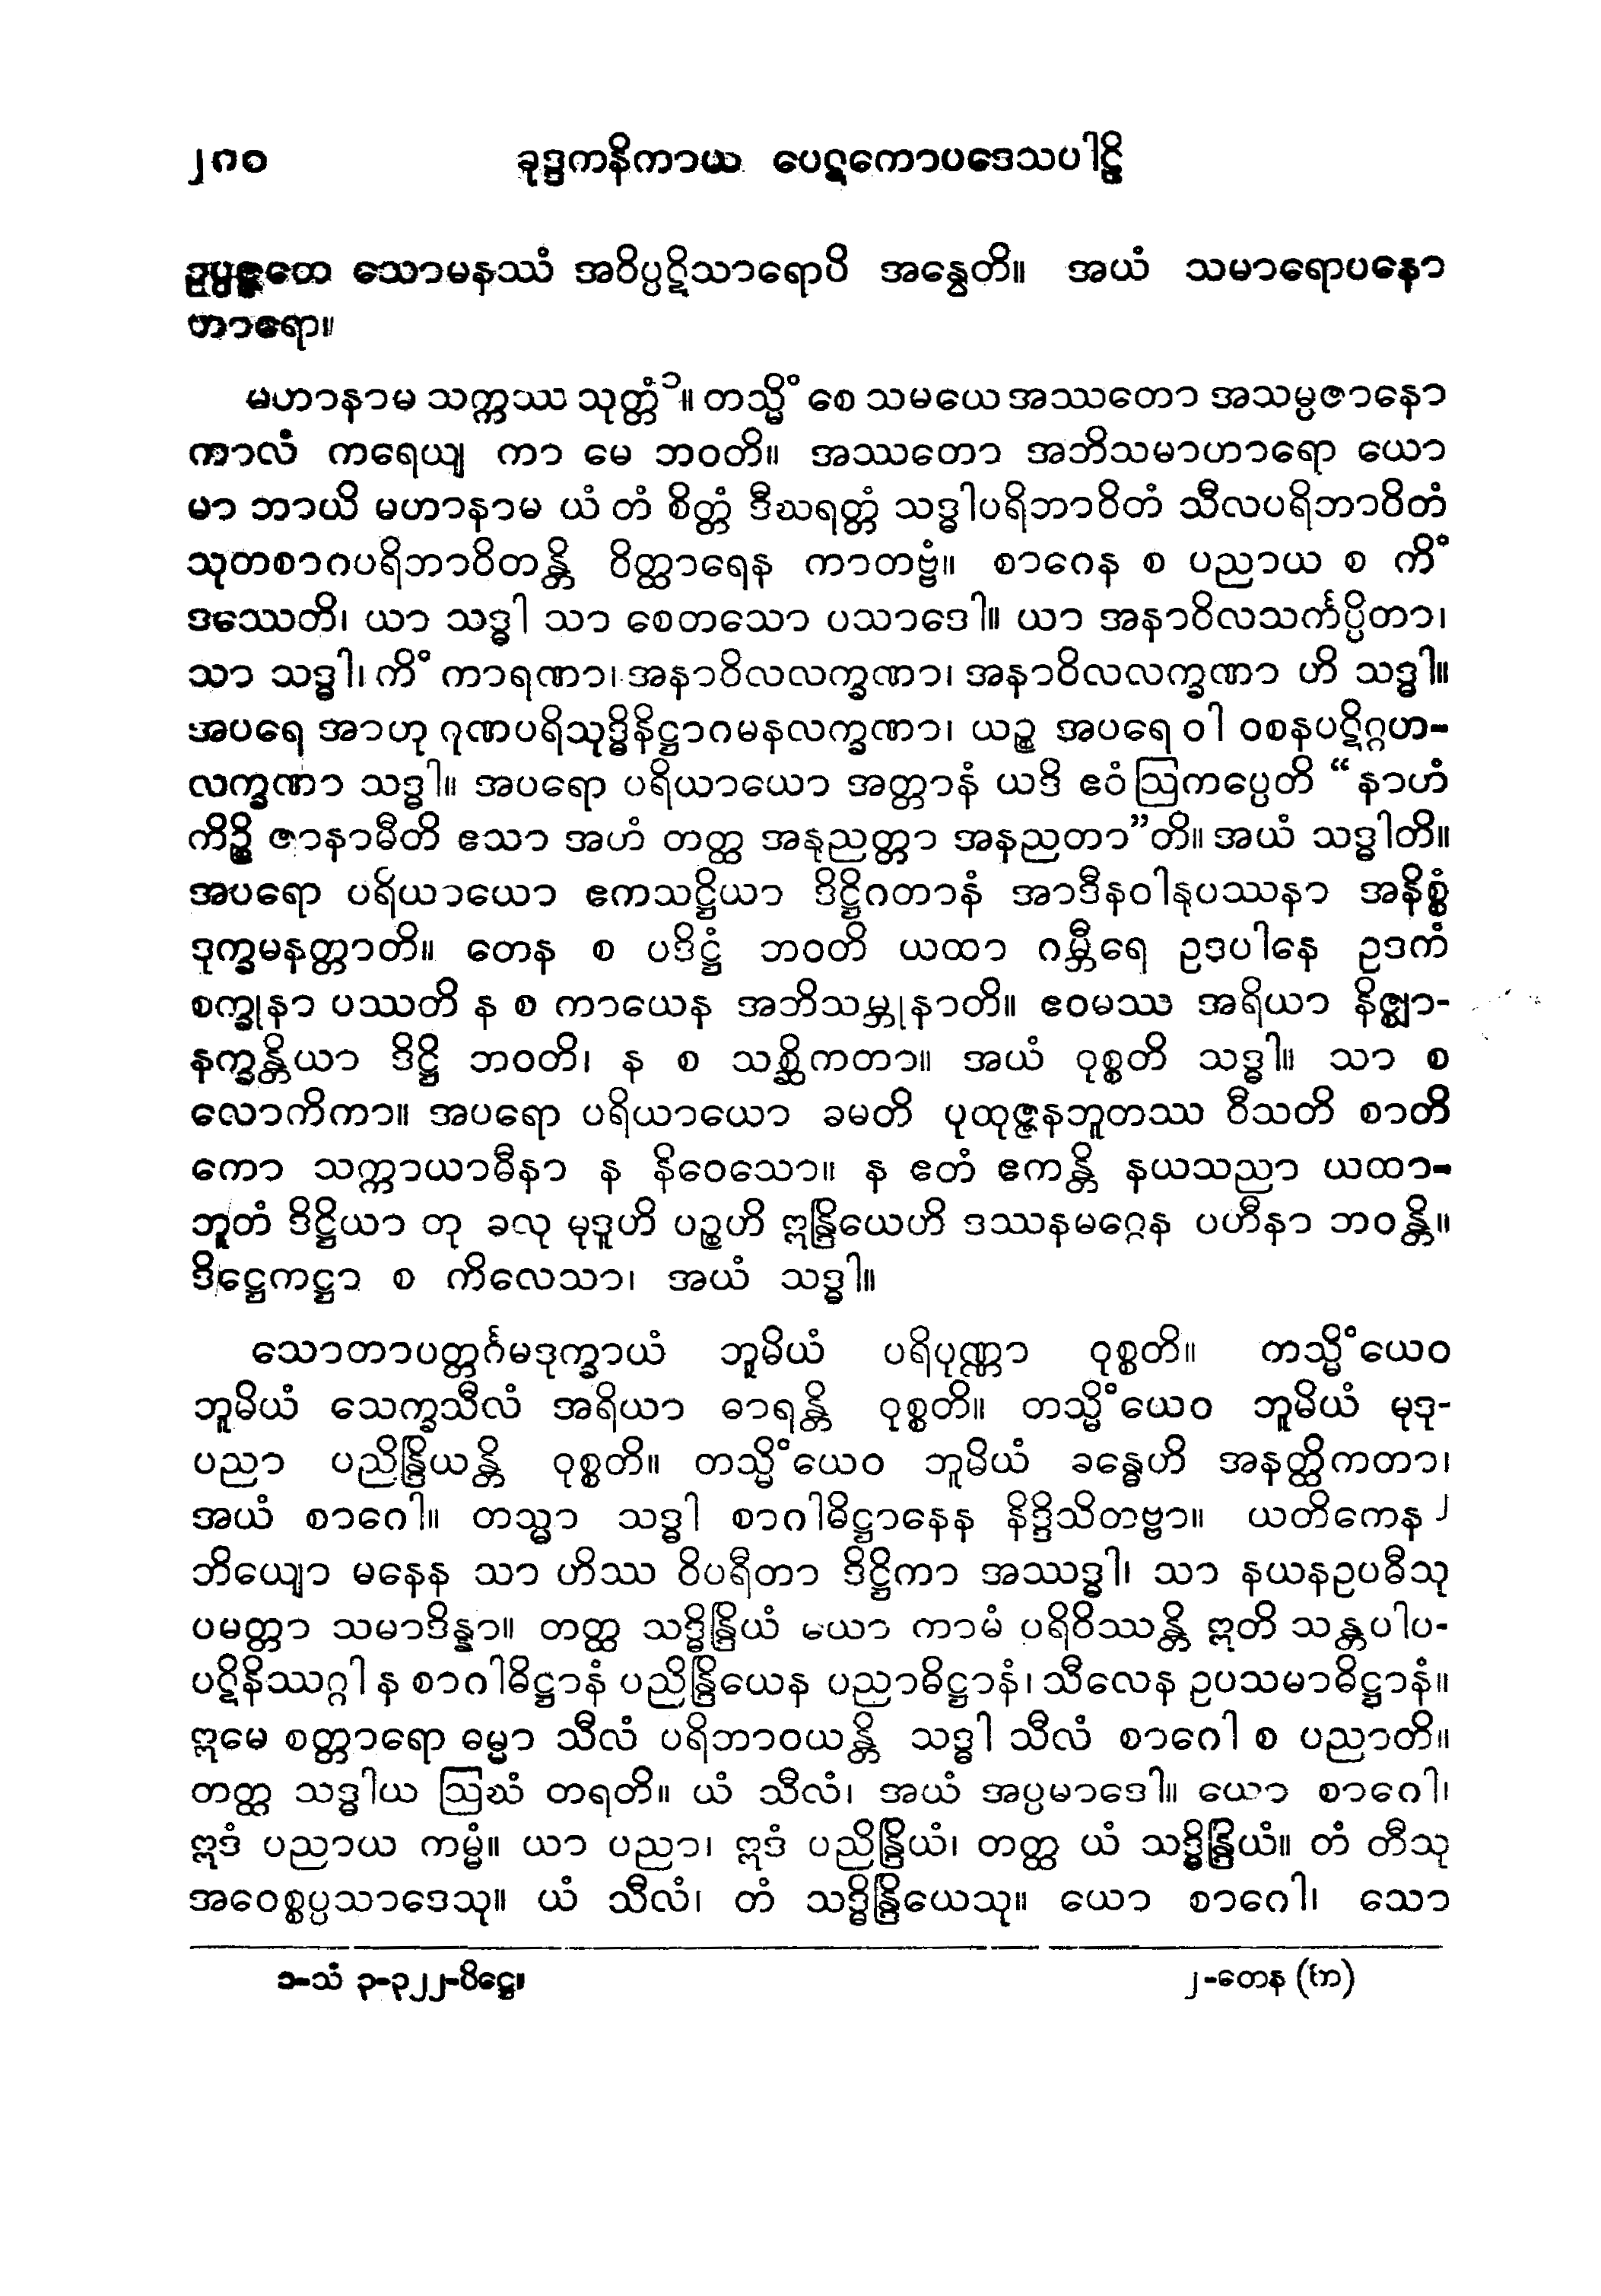 ၂၈၀ ခုဒ္ဒကနိကာယ ပေဋကောပဒေသပါဠိ
ဥပ္ပဇ္ဇတေ သောမနဿံ အဝိပ္ပဋိသာရောပိ အနွေတိ။ အယံ သမာရောပနော
ဟာရော။
မဟာနာမ သက္ကဿ သုတ္တံ၁။ တသ္မိံ စေ သမယေ အဿတော အသမ္ပဇာနော
ကာလံ ကရေယျ ကာ မေ ဘဝတိ။ အဿတော အဘိသမာဟာရော ယော
မာ ဘာယိ မဟာနာမ ယံ တံ စိတ္တံ ဒီဃရတ္တံ သဒ္ဓါပရိဘာဝိတံ သီလပရိဘာဝိတံ
သုတစာဂပရိဘာဝိတန္တိ ဝိတ္ထာရေန ကာတဗ္ဗံ။ စာဂေန စ ပညာယ စ ကိံ
ဒဿေတိ၊ ယာ သဒ္ဓါ သာ စေတသော ပသာဒေါ။ ယာ အနာဝိလသင်္ကပ္ပိတာ၊
သာ သဒ္ဓါ၊ ကိံ ကာရဏာ၊ အနာဝိလလက္ခဏာ၊ အနာဝိလလက္ခဏာ ဟိ သဒ္ဓါ။
အပရေ အာဟု ဂုဏပရိသုဒ္ဓိနိဋ္ဌာဂမနလက္ခဏာ၊ ယဉ္စ အပရေ ဝါ ဝစနပဋိဂ္ဂဟ-
လက္ခဏာ သဒ္ဓါ။ အပရော ပရိယာယော အတ္တာနံ ယဒိ ဧဝံ ဩကပ္ပေတိ “နာဟံ
ကိဉ္စိ ဇာနာမီတိ ဧသာ အဟံ တတ္ထ အနုညတ္တာ အနညတာ”တိ။ အယံ သဒ္ဓါတိ။
အပရော ပရိယာယော ဧကသဋ္ဌိယာ ဒိဋ္ဌိဂတာနံ အာဒီနဝါနုပဿနာ အနိစ္စံ
ဒုက္ခမနတ္တာတိ။ တေန စ ပဒိဋ္ဌံ ဘဝတိ ယထာ ဂမ္ဘီရေ ဥဒပါနေ ဥဒကံ
စက္ခုနာ ပဿတိ န စ ကာယေန အဘိသမ္ဘုနာတိ။ ဧဝမဿ အရိယာ နိဇ္ဈာ-
နက္ခန္တိယာ ဒိဋ္ဌိ ဘဝတိ၊ န စ သစ္ဆိကတာ။ အယံ ဝုစ္စတိ သဒ္ဓါ။ သာ စ
လောကိကာ။ အပရော ပရိယာယော ခမတိ ပုထုဇ္ဇနဘူတဿ ဝီသတိ စာတိ
ကော သက္ကာယာဓီနာ န နိဝေသော။ န ဧတံ ဧကန္တိ နယသညာ ယထာ-
ဘူတံ ဒိဋ္ဌိယာ တု ခလု မုဒူဟိ ပဉ္စဟိ ဣန္ဒြိယေဟိ ဒဿနမဂ္ဂေန ပဟီနာ ဘဝန္တိ။
ဒိဋ္ဌေကဋ္ဌာ စ ကိလေသာ၊ အယံ သဒ္ဓါ။
သောတာပတ္တင်္ဂမဒုက္ခာယံ ဘူမိယံ ပရိပုဏ္ဏာ ဝုစ္စတိ။ တသ္မိံယေဝ
ဘူမိယံ သေက္ခသီလံ အရိယာ ဓာရန္တိ ဝုစ္စတိ။ တသ္မိံယေဝ ဘူမိယံ မုဒု-
ပညာ ပညိန္ဒြိယန္တိ ဝုစ္စတိ။ တသ္မိံယေဝ ဘူမိယံ ခန္ဓေဟိ အနတ္ထိကတာ၊
အယံ စာဂေါ။ တသ္မာ သဒ္ဓါ စာဂါဓိဋ္ဌာနေန နိဒ္ဒိသိတဗ္ဗာ။ ယတိကေန၂
ဘိယျော မနေန သာ ဟိဿ ဝိပရီတာ ဒိဋ္ဌိကာ အဿဒ္ဓါ၊ သာ နယနဥပဓီသု
ပမတ္တာ သမာဒိန္နာ။ တတ္ထ သဒ္ဓိန္ဒြိယံ ယော ကာမံ ပရိဝိဿန္တိ ဣတိ သန္တပါပ-
ပဋိနိဿဂ္ဂါ န စာဂါဓိဋ္ဌာနံ ပညိန္ဒြိယေန ပညာဓိဋ္ဌာနံ၊ သီလေန ဥပသမာဓိဋ္ဌာနံ။
ဣမေ စတ္တာရော ဓမ္မာ သီလံ ပရိဘာဝယန္တိ သဒ္ဓါ သီလံ စာဂေါ စ ပညာတိ။
တတ္ထ သဒ္ဓါယ ဩဃံ တရတိ။ ယံ သီလံ၊ အယံ အပ္ပမာဒေါ။ ယော စာဂေါ၊
ဣဒံ ပညာယ ကမ္မံ။ ယာ ပညာ၊ ဣဒံ ပညိန္ဒြိယံ၊ တတ္ထ ယံ သဒ္ဓိန္ဒြိယံ။ တံ တီသု
အဝေစ္စပ္ပသာဒေသု။ ယံ သီလံ၊ တံ သဒ္ဓိန္ဒြိယေသု။ ယော စာဂေါ၊ သော
၁-သံ ၃-၃၂၂-ပိဋ္ဌေ။ ၂-တေန (က)